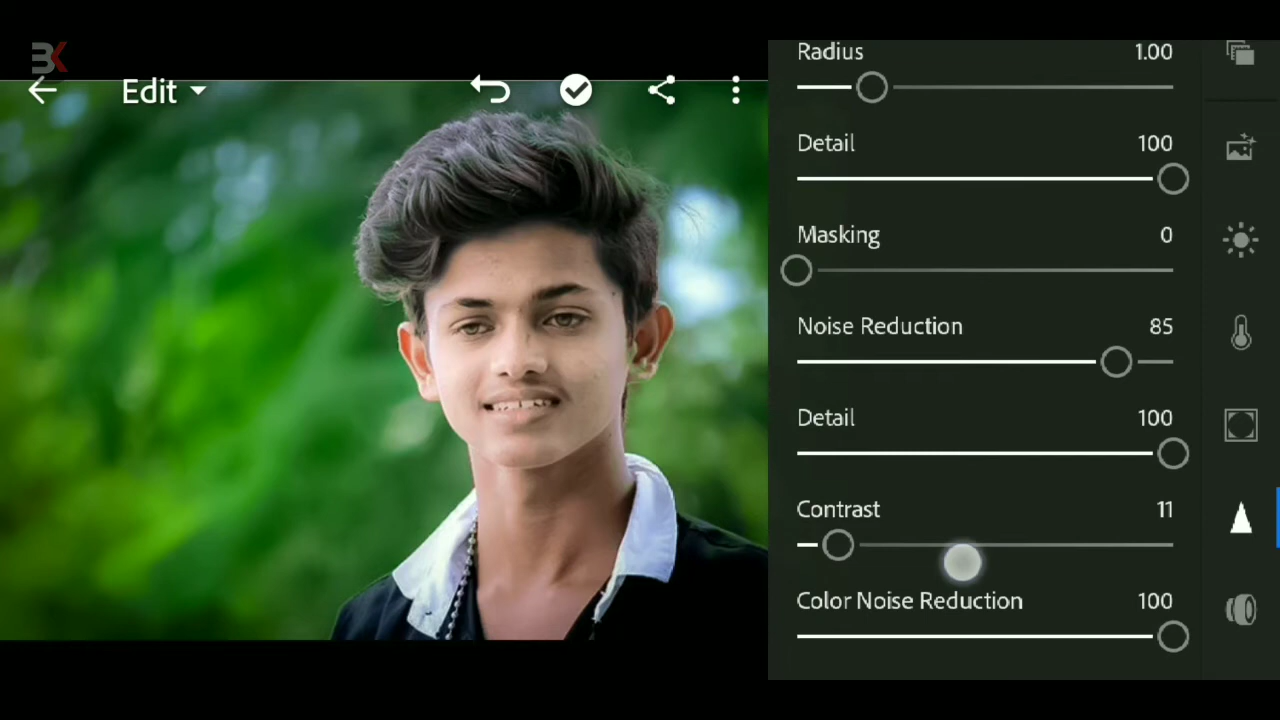 BK
Edit
Radius 1.00
Detail 100
Masking 0
Noise Reduction 85
Detail 100
Contrast 11
Color Noise Reduction 100